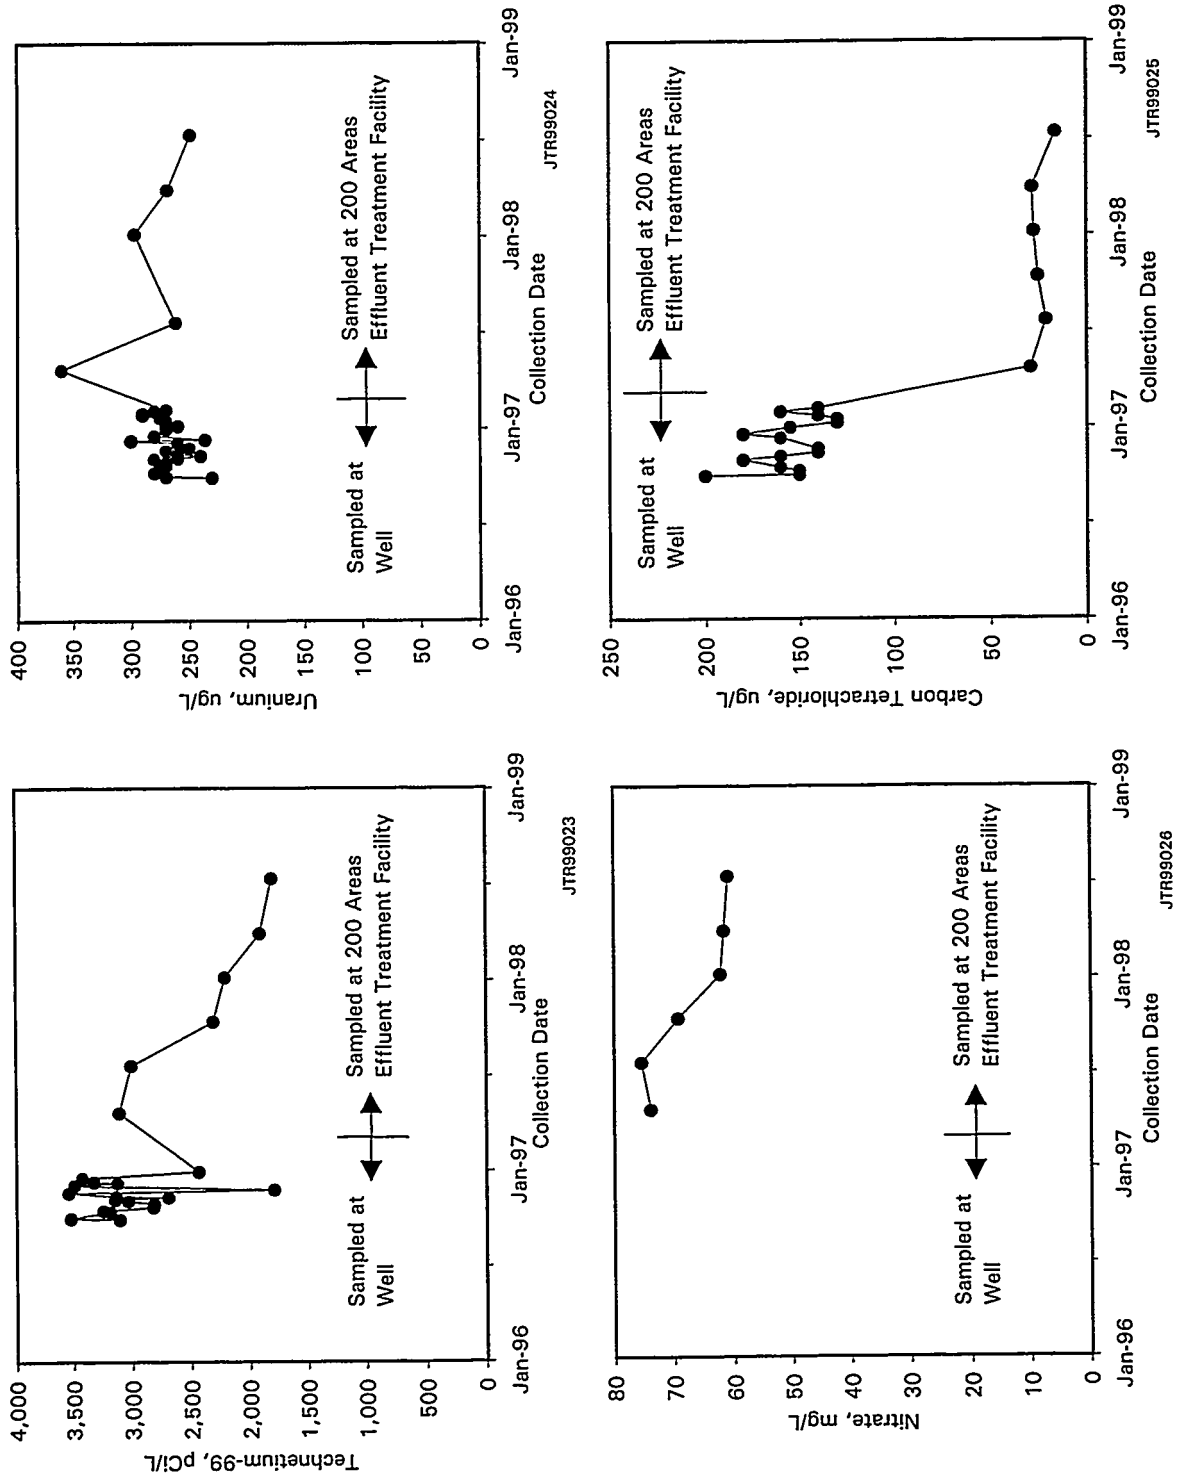 4,000
3,500
3,000
2,500
2,000
1,500
1,000
500
0
Technetium-99, pCi/L
Sampled at
Well
Sampled at 200 Areas
Effluent Treatment Facility
Jan-96
Jan-97
Jan-98
Jan-99
Collection Date
JTR99023
400
350
300
250
200
150
100
50
0
Uranium, ug/L
Sampled at
Well
Sampled at 200 Areas
Effluent Treatment Facility
Jan-96
Jan-97
Jan-98
Jan-99
Collection Date
JTR99024
80
70
60
50
40
30
20
10
0
Nitrate, mg/L
Sampled at
Well
Sampled at 200 Areas
Effluent Treatment Facility
Jan-96
Jan-97
Jan-98
Jan-99
Collection Date
JTR99026
250
200
150
100
50
0
Carbon Tetrachloride, ug/L
Sampled at
Well
Sampled at 200 Areas
Effluent Treatment Facility
Jan-96
Jan-97
Jan-98
Jan-99
Collection Date
JTR99025